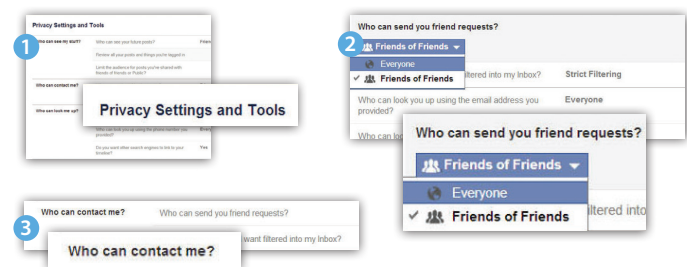 Privacy Settings and Tools
1
Who can see my stuff? Who can see your future posts? Friends
Review all your posts and things you're tagged in
Limit the audience for posts you've shared with
friends of friends or Public?
Who can contact me?
Who can look me up?
Privacy Settings and Tools
Who can look you up using the phone number you
provided?
Do you want other search engines to link to your Yes
timeline?
Who can send you friend requests?
2
Friends of Friends
Everyone
Friends of Friends
filtered into my Inbox? Strict Filtering
Who can look you up using the email address you Everyone
provided?
Who can
Who can send you friend requests?
Friends of Friends
Everyone
Friends of Friends
filtered into
3
Who can contact me? Who can send you friend requests?
want filtered into my Inbox?
Who can contact me?